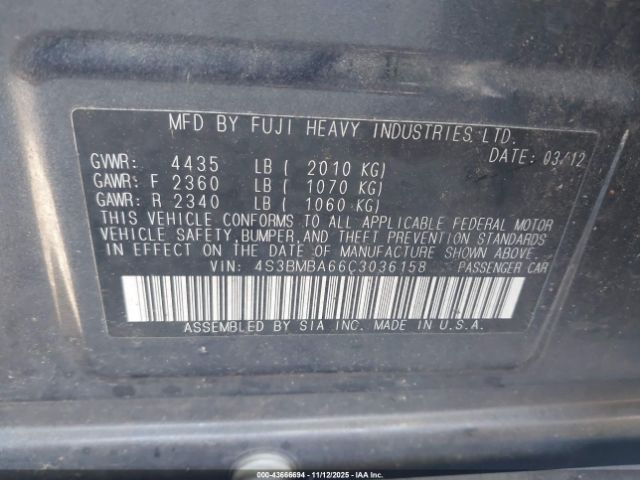 MFD BY FUJI HEAVY INDUSTRIES, LTD.
DATE: 03/12
GVWR: 4435 LB ( 2010 KG)
GAWR: F 2360 LB ( 1070 KG)
GAWR: R 2340 LB ( 1060 KG)
THIS VEHICLE CONFORMS TO ALL APPLICABLE FEDERAL MOTOR
VEHICLE SAFETY, BUMPER, AND THEFT PREVENTION STANDARDS
IN EFFECT ON THE DATE OF MANUFACTURE SHOWN ABOVE.
VIN: 4S3BMBA66C3036158 PASSENGER CAR
ASSEMBLED BY SIA INC. MADE IN U.S.A.
000-43666694 - 11/12/2025 - IAAI.COM